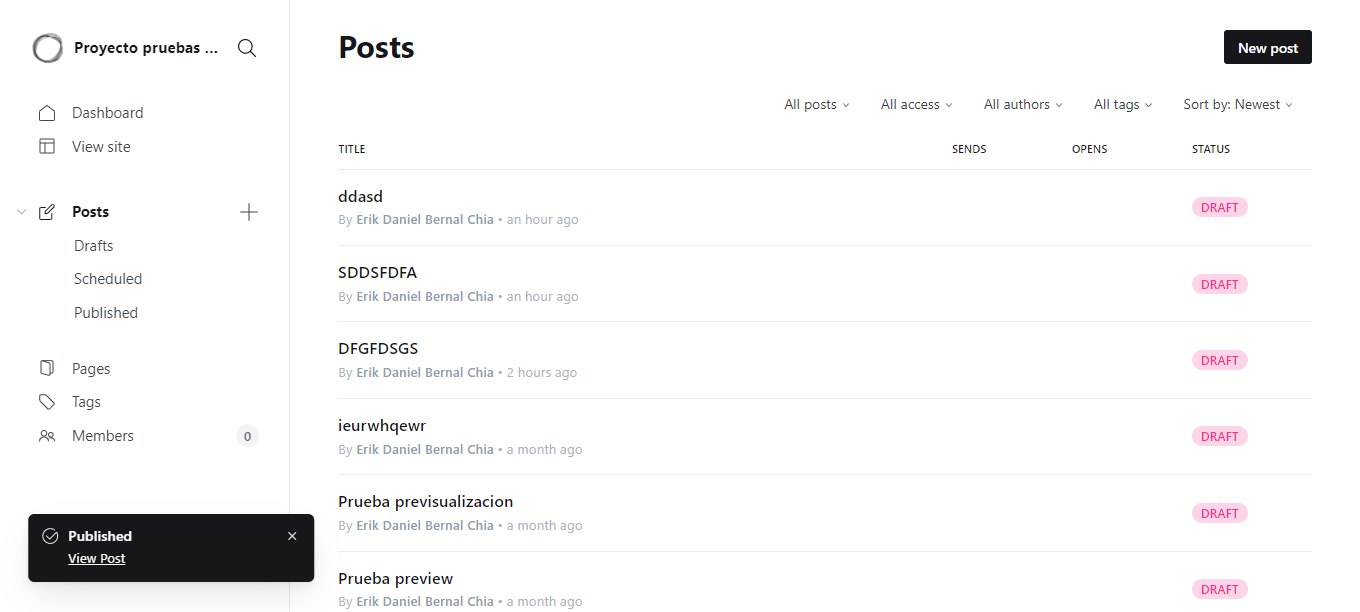 Proyecto pruebas ...
Dashboard
View site
Posts
Drafts
Scheduled
Published
Pages
Tags
Members 0
Published
View Post
Posts
New post
All posts All access All authors All tags Sort by: Newest
TITLE SENDS OPENS STATUS
ddasd
By Erik Daniel Bernal Chia • an hour ago
DRAFT
SDDSFDFA
By Erik Daniel Bernal Chia • an hour ago
DRAFT
DFGFDSGS
By Erik Daniel Bernal Chia • 2 hours ago
DRAFT
ieurwhqewr
By Erik Daniel Bernal Chia • a month ago
DRAFT
Prueba previsualizacion
By Erik Daniel Bernal Chia • a month ago
DRAFT
Prueba preview
By Erik Daniel Bernal Chia • a month ago
DRAFT